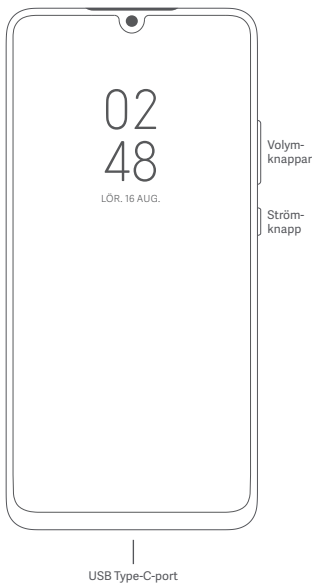 02
48
LÖR. 16 AUG.
Volym-
knappar
Ström-
knapp
USB Type-C-port